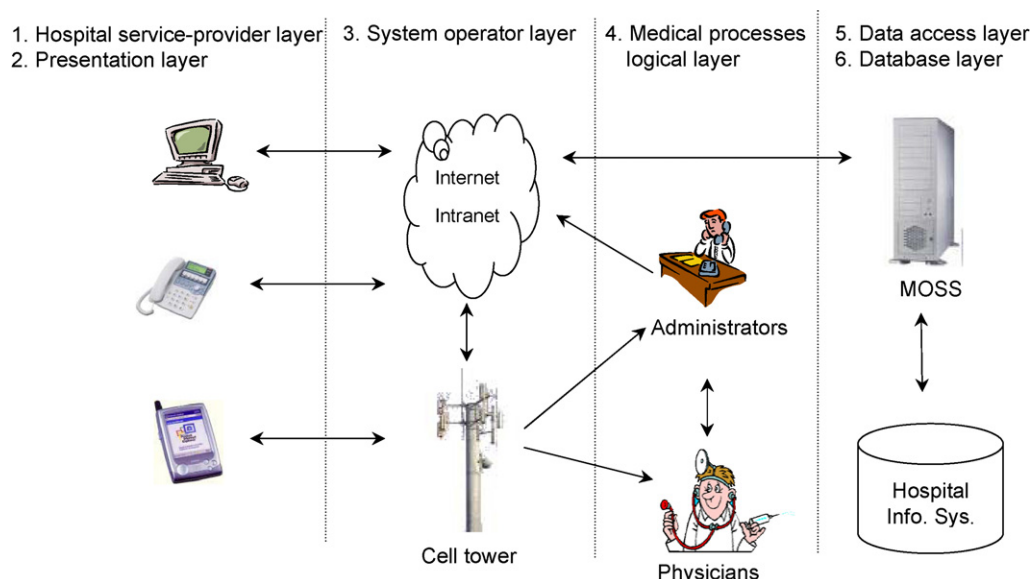 1. Hospital service-provider layer
2. Presentation layer
3. System operator layer
4. Medical processes
logical layer
5. Data access layer
6. Database layer
Internet
Intranet
MOSS
Administrators
Hospital
Info. Sys.
Cell tower
Physicians